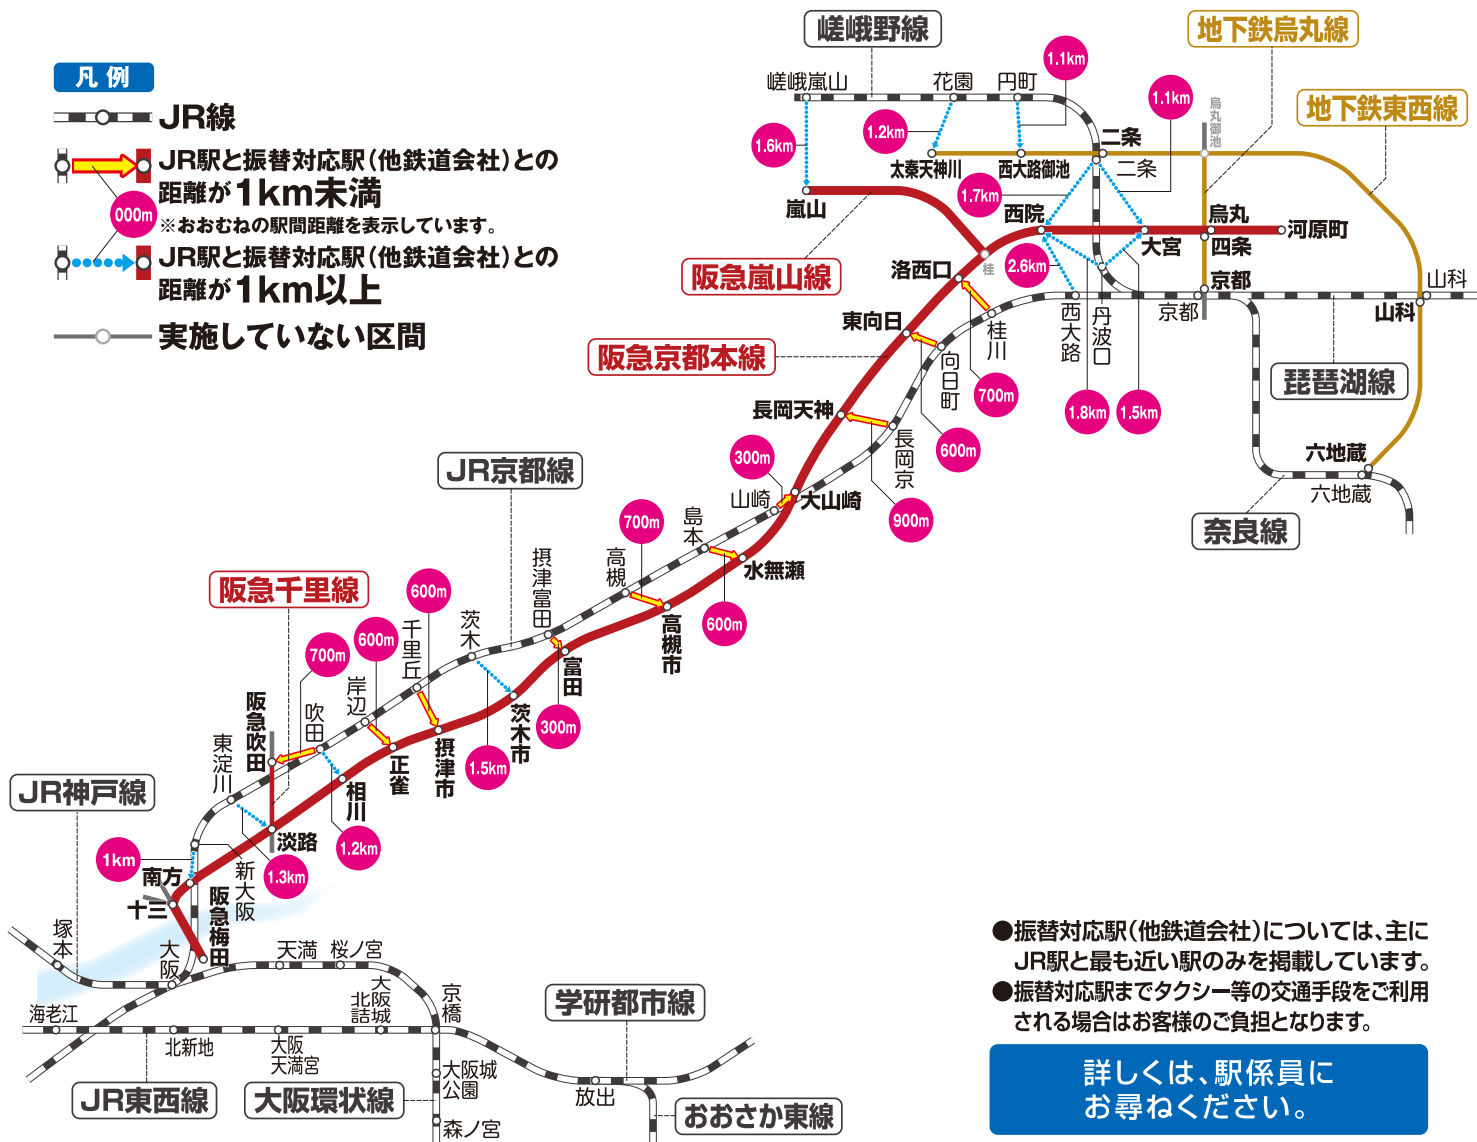 凡例
JR線
JR駅と振替対応駅（他鉄道会社）との
距離が1km未満
000m
※おおむねの駅間距離を表示しています。
JR駅と振替対応駅（他鉄道会社）との
距離が1km以上
実施していない区間
嵯峨野線
地下鉄烏丸線
地下鉄東西線
嵯峨嵐山
花園
円町
1.1km
1.1km
烏丸御池
1.6km
1.2km
太秦天神川
西大路御池
二条
二条
1.7km
嵐山
西院
烏丸
河原町
大宮
四条
阪急嵐山線
洛西口
桂
2.6km
京都
京都
山科
山科
東向日
桂川
西大路
丹波口
阪急京都本線
向日町
琵琶湖線
700m
1.8km
1.5km
長岡天神
長岡京
600m
六地蔵
六地蔵
奈良線
JR京都線
300m
山崎
大山崎
900m
700m
島本
水無瀬
600m
摂津富田
高槻
高槻市
阪急千里線
600m
600m
700m
千里丘
茨木
富田
300m
岸辺
吹田
阪急吹田
茨木市
1.5km
摂津市
正雀
東淀川
相川
1.2km
JR神戸線
淡路
1.3km
1km
南方
新大阪
十三
阪急梅田
塚本
大阪
天満
桜ノ宮
海老江
北新地
大阪
天満宮
大阪城
北詰
京橋
学研都市線
JR東西線
大阪環状線
大阪城
公園
放出
森ノ宮
おおさか東線
●振替対応駅（他鉄道会社）については、主に
JR駅と最も近い駅のみを掲載しています。
●振替対応駅までタクシー等の交通手段をご利用
される場合はお客様のご負担となります。
詳しくは、駅係員に
お尋ねください。